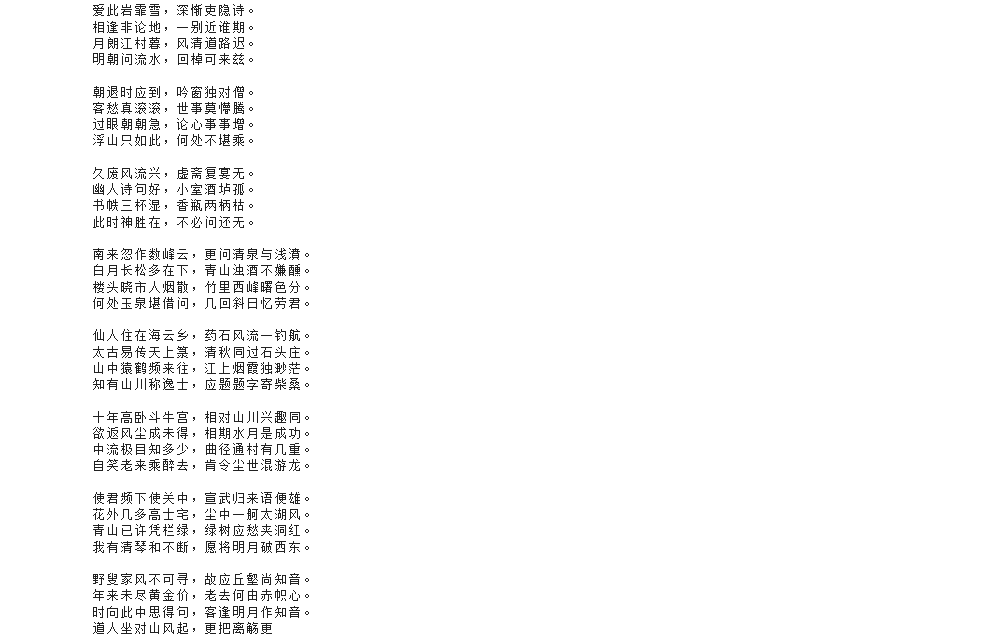 爱此岩霏雪，深惭吏隐诗。
相逢非论地，一别近谁期。
月朗江村暮，风清道路迟。
明朝问流水，回棹可来兹。
朝退时应到，吟窗独对僧。
客愁真滚滚，世事莫懵腾。
过眼朝朝急，论心事事增。
浮山只如此，何处不堪乘。
久废风流兴，虚斋复宴无。
幽人诗句好，小室酒垆孤。
书帙三杯湿，香瓶两柄枯。
此时神胜在，不必问还无。
南来忽作数峰云，更问清泉与浅濆。
白月长松多在下，青山浊酒不嫌醺。
楼头晓市人烟散，竹里西峰曙色分。
何处玉泉堪借问，几回斜日忆劳君。
仙人住在海云乡，药石风流一钓航。
太古易传天上篆，清秋同过石头庄。
山中猿鹤频来往，江上烟霞独渺茫。
知有山川称逸士，应题题字寄柴桑。
十年高卧斗牛宫，相对山川兴趣同。
欲返风尘成未得，相期水月是成功。
中流极目知多少，曲径通村有几重。
自笑老来乘醉去，肯令尘世混游龙。
使君频下使关中，宣武归来语便雄。
花外几多高士宅，尘中一舸太湖风。
青山已许凭栏绿，绿树应愁夹洞红。
我有清琴和不断，愿将明月破西东。
野叟家风不可寻，故应丘壑尚知音。
年来未尽黄金价，老去何由赤帜心。
时向此中思得句，客逢明月作知音。
道人坐对山风起，更把离觞更